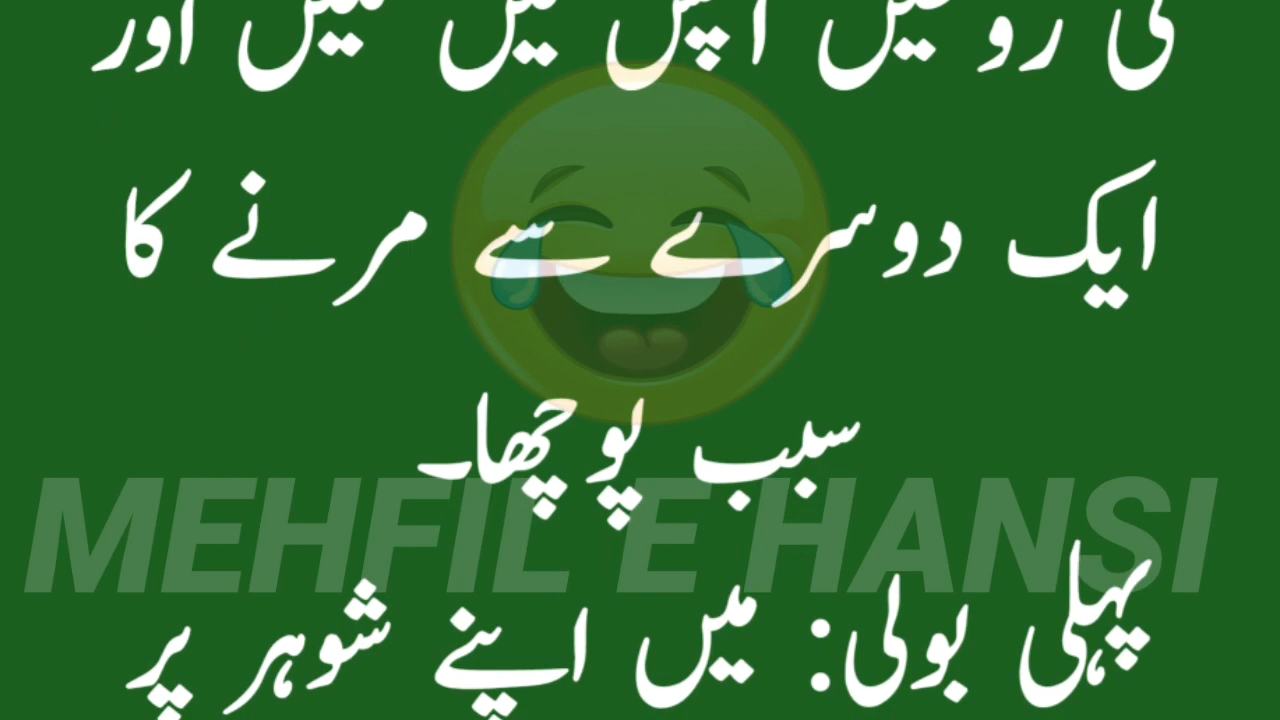 کی روحیں آپس میں ملیں اور
ایک دوسرے سے مرنے کا
سبب پوچھا۔
MEHFIL E HANSI
پہلی بولی: میں اپنے شوہر پر